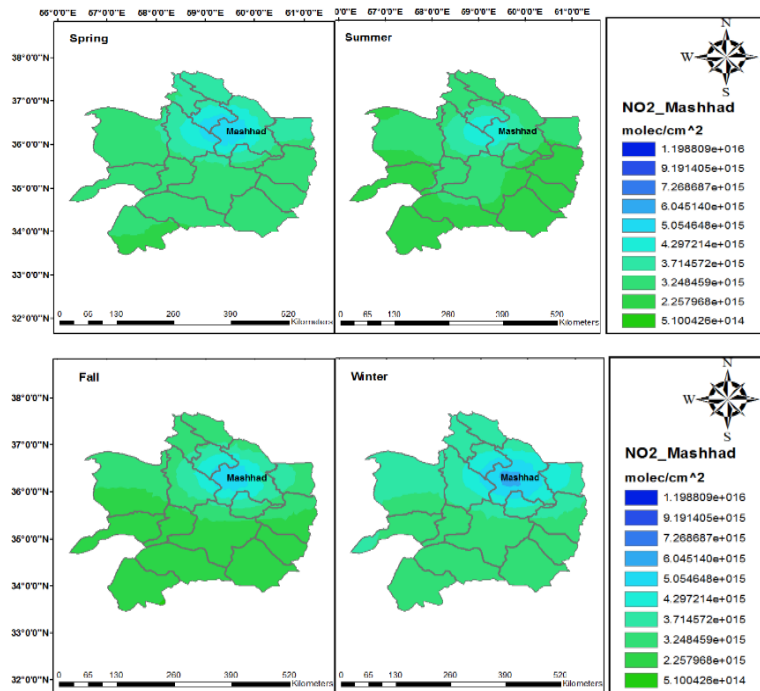 66°0'0"E 67°0'0"E 68°0'0"E 69°0'0"E 60°0'0"E 61°0'0"E 0'0"E 67°0'0"E 68°0'0"E 69°0'0"E 60°0'0"E 61°0'0"E
38°0'0"N
37°0'0"N
36°0'0"N
35°0'0"N
34°0'0"N
33°0'0"N
32°0'0"N
Spring
Mashhad
0 65 130 260 390 520
Kilometers
Summer
Mashhad
0 65 130 260 390 520
Kilometers
N
W E
S
NO2_Mashhad
molec/cm^2
1.198809e+016
9.191405e+015
7.268687e+015
6.045140e+015
5.054648e+015
4.297214e+015
3.714572e+015
3.248459e+015
2.257968e+015
5.100426e+014
38°0'0"N
37°0'0"N
36°0'0"N
35°0'0"N
34°0'0"N
33°0'0"N
32°0'0"N
Fall
Mashhad
0 65 130 260 390 520
Kilometers
Winter
Mashhad
0 65 130 260 390 520
Kilometers
N
W E
S
NO2_Mashhad
molec/cm^2
1.198809e+016
9.191405e+015
7.268687e+015
6.045140e+015
5.054648e+015
4.297214e+015
3.714572e+015
3.248459e+015
2.257968e+015
5.100426e+014